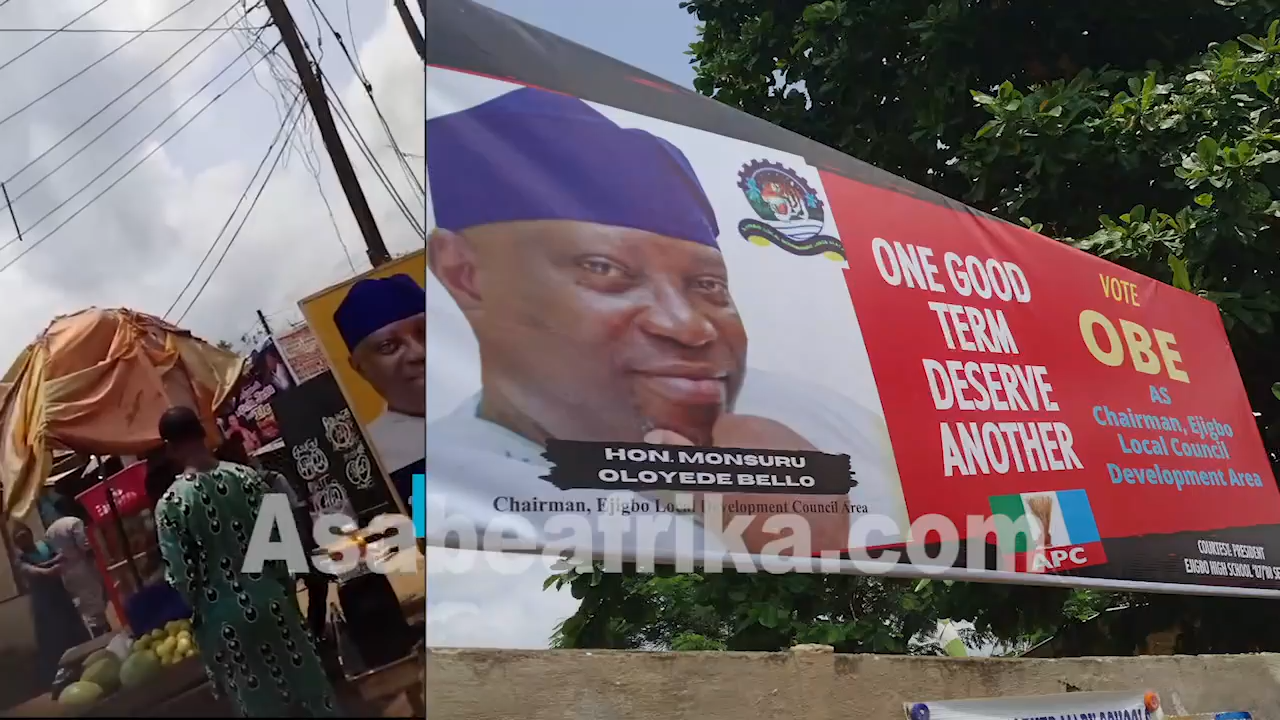 ONE GOOD
TERM
DESERVE
ANOTHER
VOTE
OBE
AS
Chairman, Ejigbo
Local Council
Development Area
HON. MONSURU
OLOYEDE BELLO
Chairman, Ejigbo Local Development Council Area
APC
COURTESY: PRESIDENT
EJIGBO HIGH SCHOOL
Asabeafrika.com